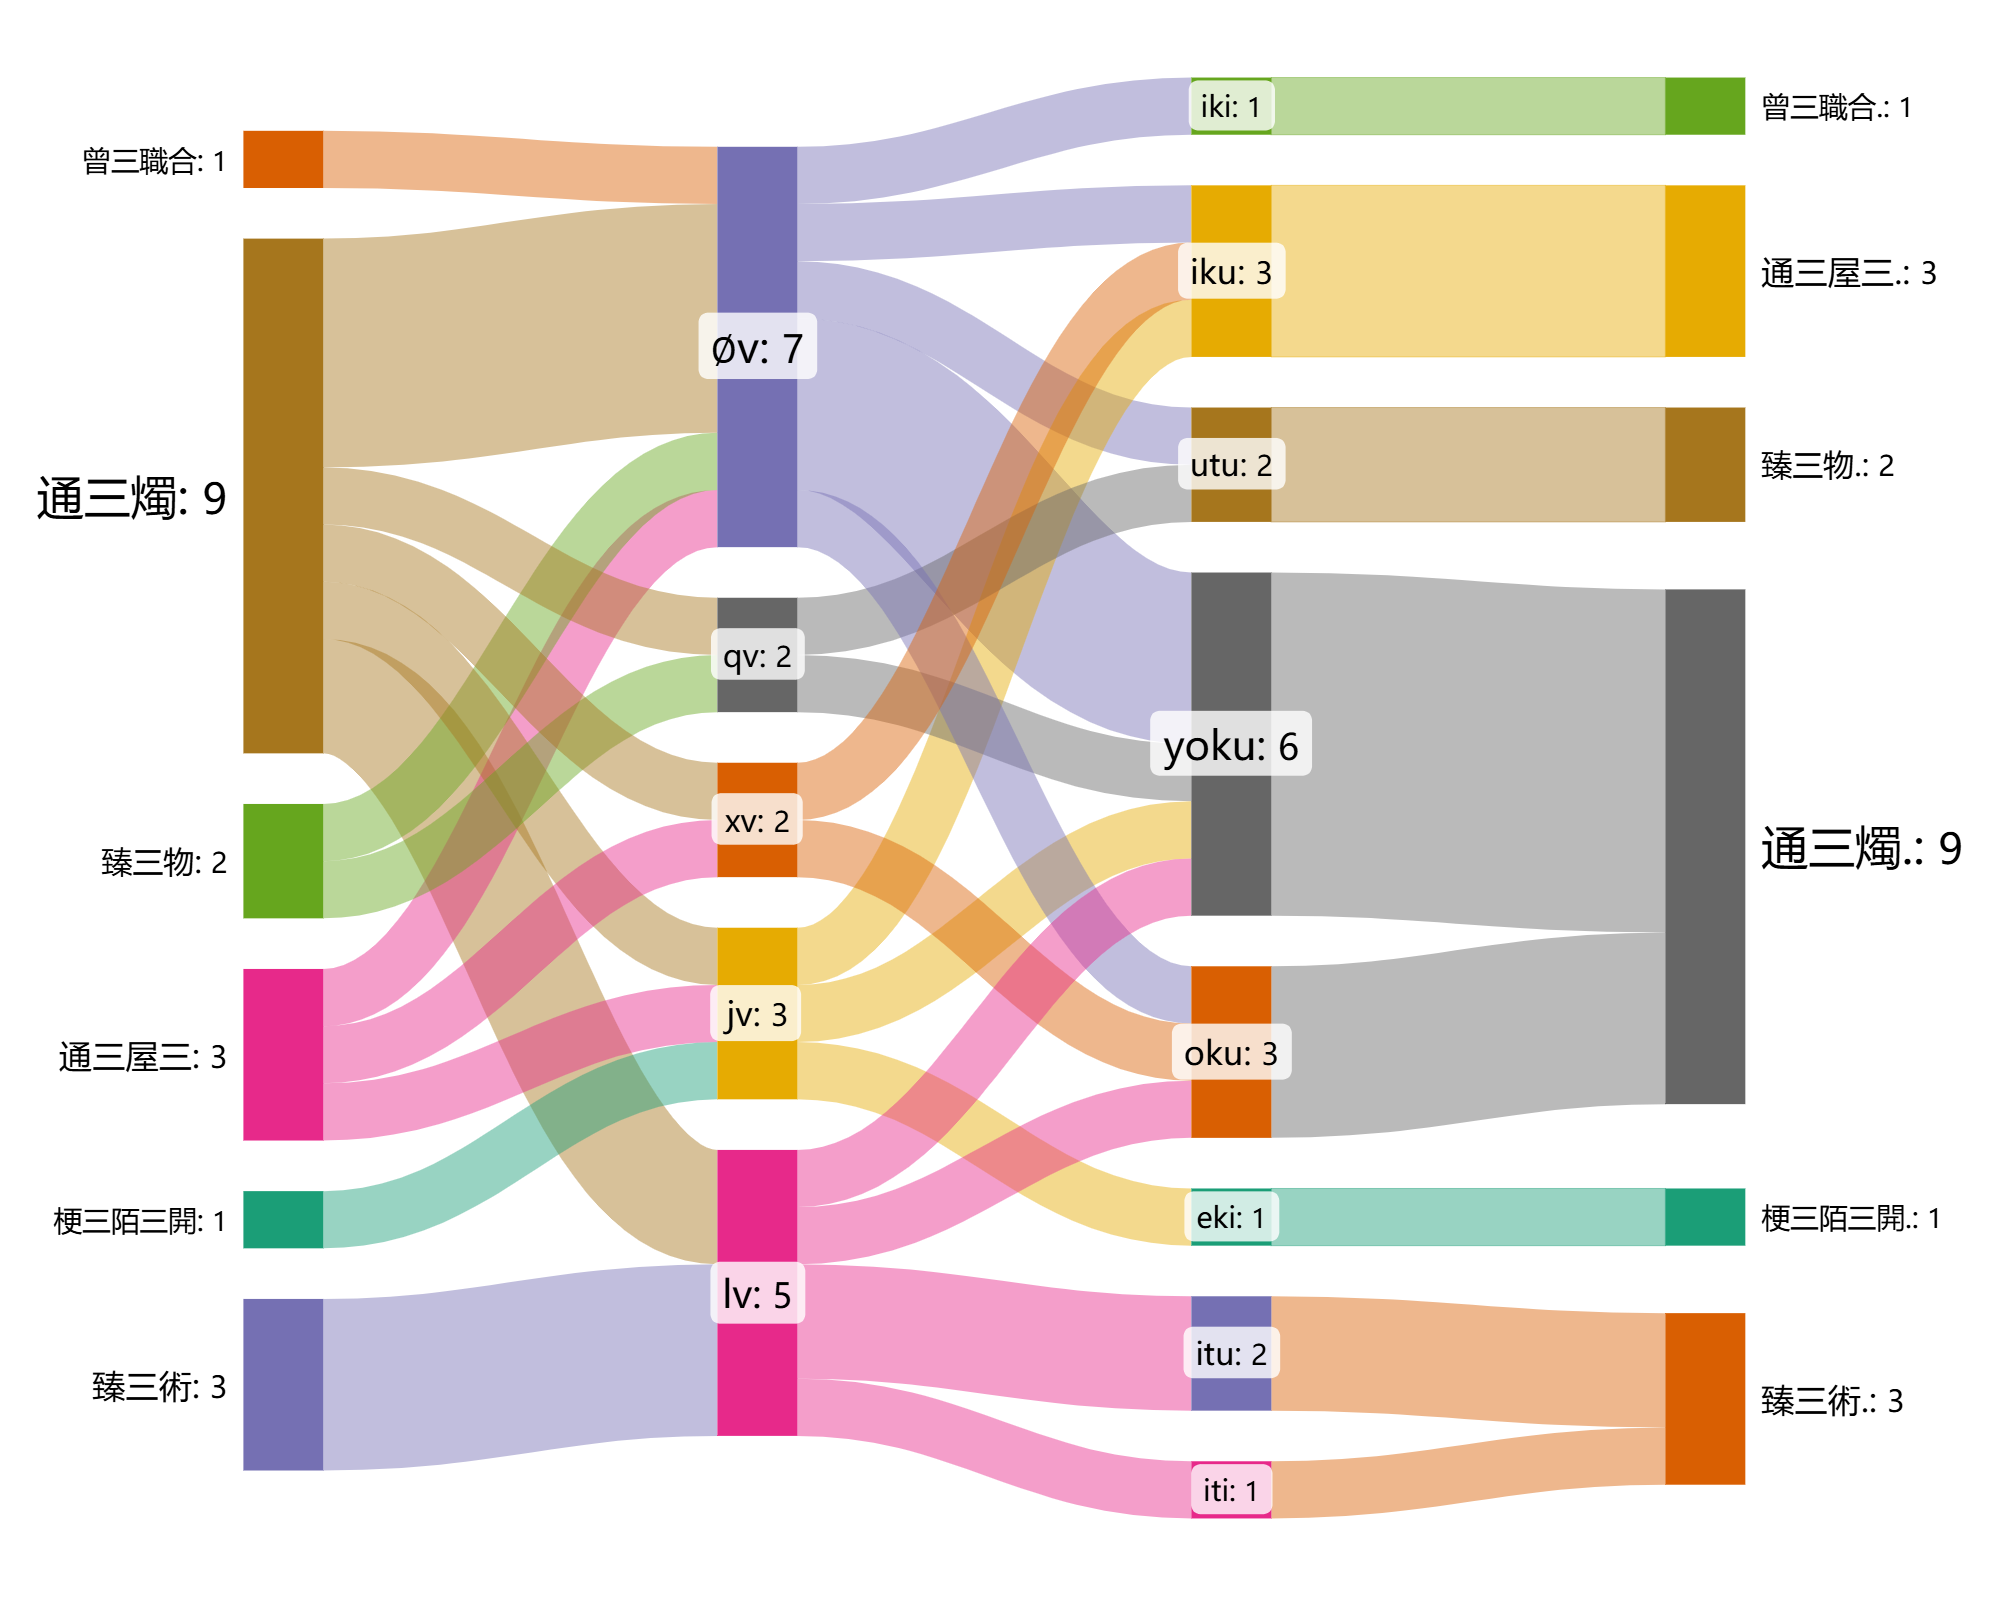 曾三職合: 1
通三燭: 9
臻三物: 2
通三屋三: 3
梗三陌三開: 1
臻三術: 3
øv: 7
qv: 2
xv: 2
jv: 3
lv: 5
iki: 1
iku: 3
utu: 2
yoku: 6
oku: 3
eki: 1
itu: 2
iti: 1
曾三職合.: 1
通三屋三.: 3
臻三物.: 2
通三燭.: 9
梗三陌三開.: 1
臻三術.: 3